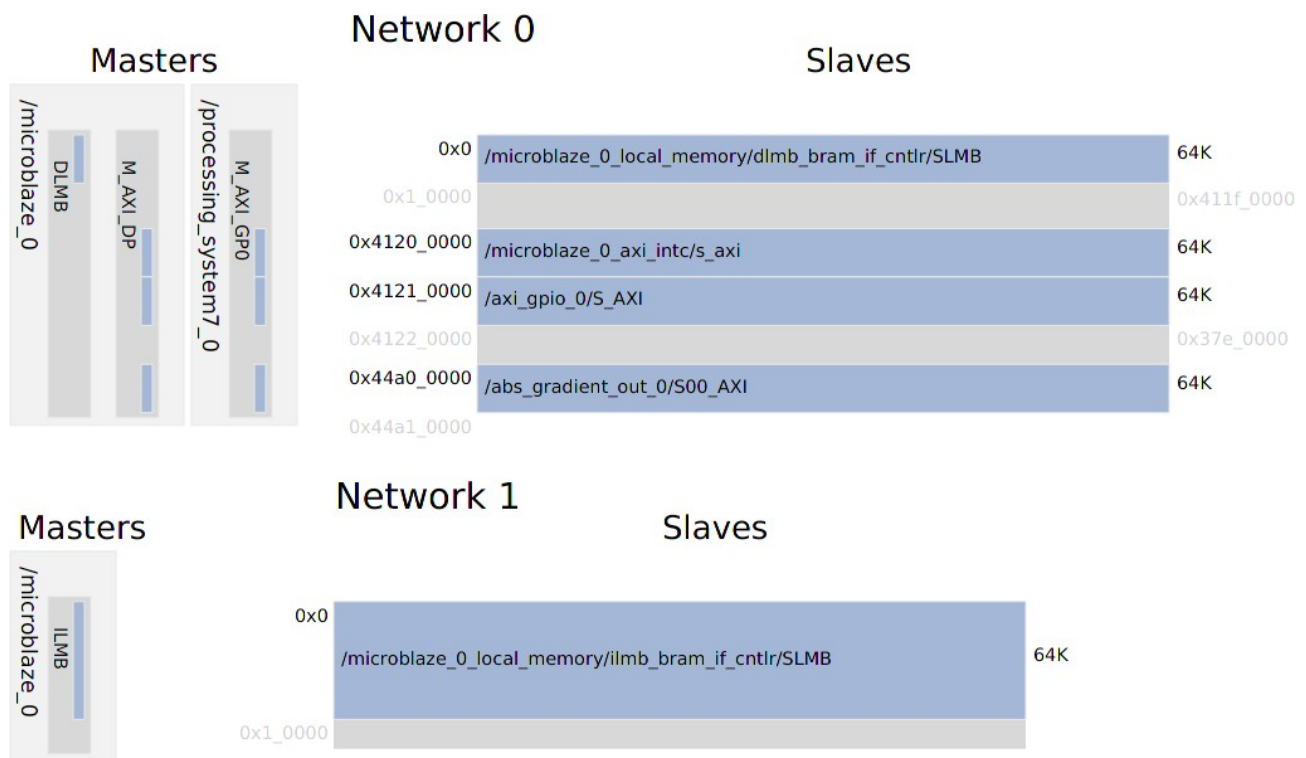 Network 0
Masters
Slaves
/microblaze_0
DLMB
M_AXI_DP
/processing_system7_0
M_AXI_GP0
0x0
/microblaze_0_local_memory/dlmb_bram_if_cntlr/SLMB
64K
0x1_0000
0x411f_0000
0x4120_0000
/microblaze_0_axi_intc/s_axi
64K
0x4121_0000
/axi_gpio_0/S_AXI
64K
0x4122_0000
0x37e_0000
0x44a0_0000
/abs_gradient_out_0/S00_AXI
64K
0x44a1_0000
Network 1
Masters
Slaves
/microblaze_0
ILMB
0x0
/microblaze_0_local_memory/ilmb_bram_if_cntlr/SLMB
64K
0x1_0000